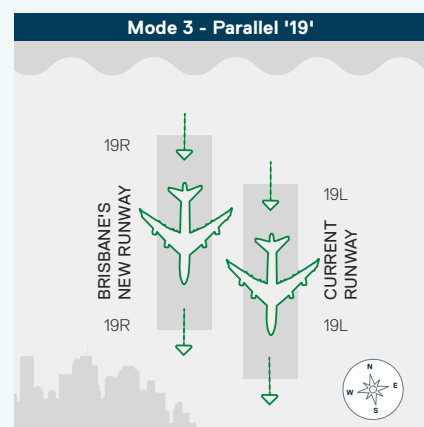 Mode 3 - Parallel '19'
19R
BRISBANE'S
NEW RUNWAY
19R
19L
CURRENT
RUNWAY
19L
N
W
E
S